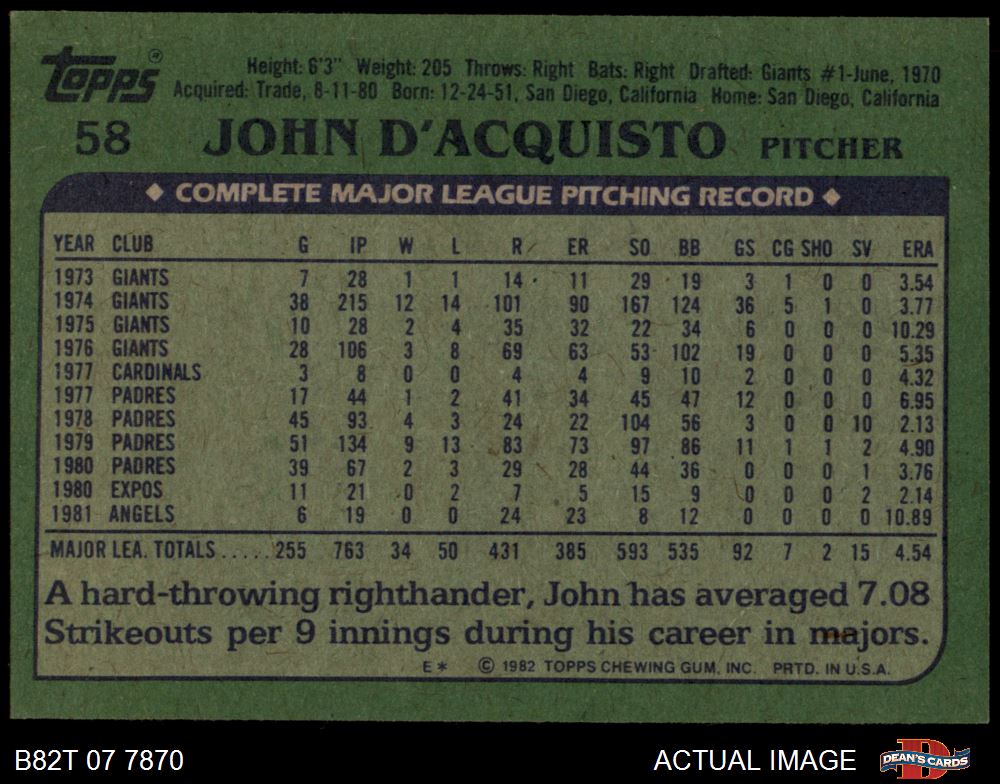 Topps®
Height: 6'3" Weight: 205 Throws: Right Bats: Right Drafted: Giants #1-June, 1970
Acquired: Trade, 8-11-80 Born: 12-24-51, San Diego, California Home: San Diego, California
58 JOHN D'ACQUISTO PITCHER
◆ COMPLETE MAJOR LEAGUE PITCHING RECORD ◆
YEAR CLUB G IP W L R ER SO BB GS CG SHO SV ERA
1973 GIANTS 7 28 1 1 14 11 29 19 3 1 0 0 3.54
1974 GIANTS 38 215 12 14 101 90 167 124 36 5 1 0 3.77
1975 GIANTS 10 28 2 4 35 32 22 34 6 0 0 0 10.29
1976 GIANTS 28 106 3 8 69 63 53 102 19 0 0 0 5.35
1977 CARDINALS 3 8 0 0 4 4 9 10 2 0 0 0 4.32
1977 PADRES 17 44 1 2 41 34 45 47 12 0 0 0 6.95
1978 PADRES 45 93 4 3 24 22 104 56 3 0 0 10 2.13
1979 PADRES 51 134 9 13 83 73 97 86 11 1 1 2 4.90
1980 PADRES 39 67 2 3 29 28 44 36 0 0 0 1 3.76
1980 EXPOS 11 21 0 2 7 5 15 9 0 0 0 2 2.14
1981 ANGELS 6 19 0 0 24 23 8 12 0 0 0 0 10.89
MAJOR LEA. TOTALS.....255 763 34 50 431 385 593 535 92 7 2 15 4.54
A hard-throwing righthander, John has averaged 7.08
Strikeouts per 9 innings during his career in majors.
E* © 1982 TOPPS CHEWING GUM, INC. PRTD. IN U.S.A.
B82T 07 7870 ACTUAL IMAGE D DEAN'S CARDS